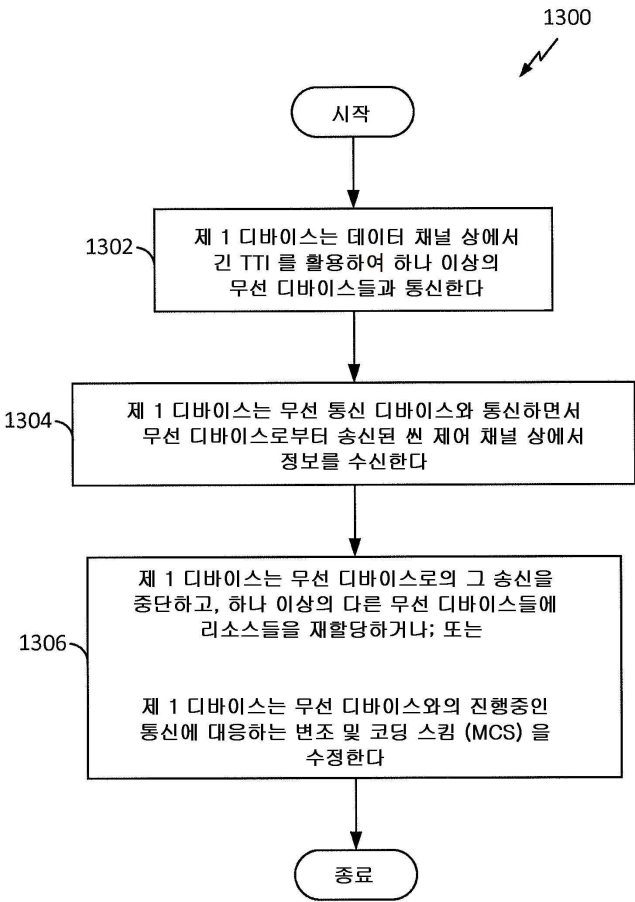 1300
시작
1302
제 1 디바이스는 데이터 채널 상에서
긴 TTI 를 활용하여 하나 이상의
무선 디바이스들과 통신한다
1304
제 1 디바이스는 무선 통신 디바이스와 통신하면서
무선 디바이스로부터 송신된 씬 제어 채널 상에서
정보를 수신한다
1306
제 1 디바이스는 무선 디바이스로의 그 송신을
중단하고, 하나 이상의 다른 무선 디바이스들에
리소스들을 재할당하거나; 또는
제 1 디바이스는 무선 디바이스와의 진행중인
통신에 대응하는 변조 및 코딩 스킴 (MCS) 을
수정한다
종료